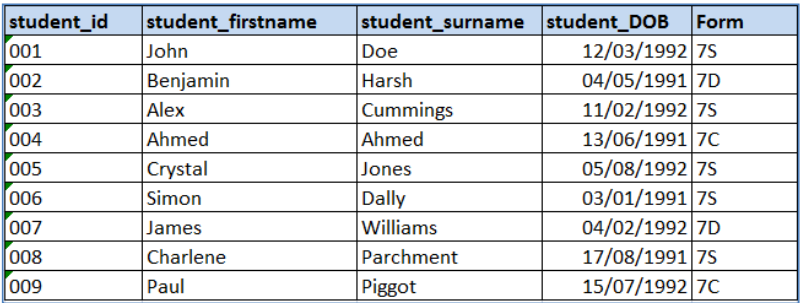 student_id student_firstname student_surname student_DOB Form
001 John Doe 12/03/1992 7S
002 Benjamin Harsh 04/05/1991 7D
003 Alex Cummings 11/02/1992 7S
004 Ahmed Ahmed 13/06/1991 7C
005 Crystal Jones 05/08/1992 7S
006 Simon Dally 03/01/1991 7S
007 James Williams 04/02/1992 7D
008 Charlene Parchment 17/08/1991 7S
009 Paul Piggot 15/07/1992 7C